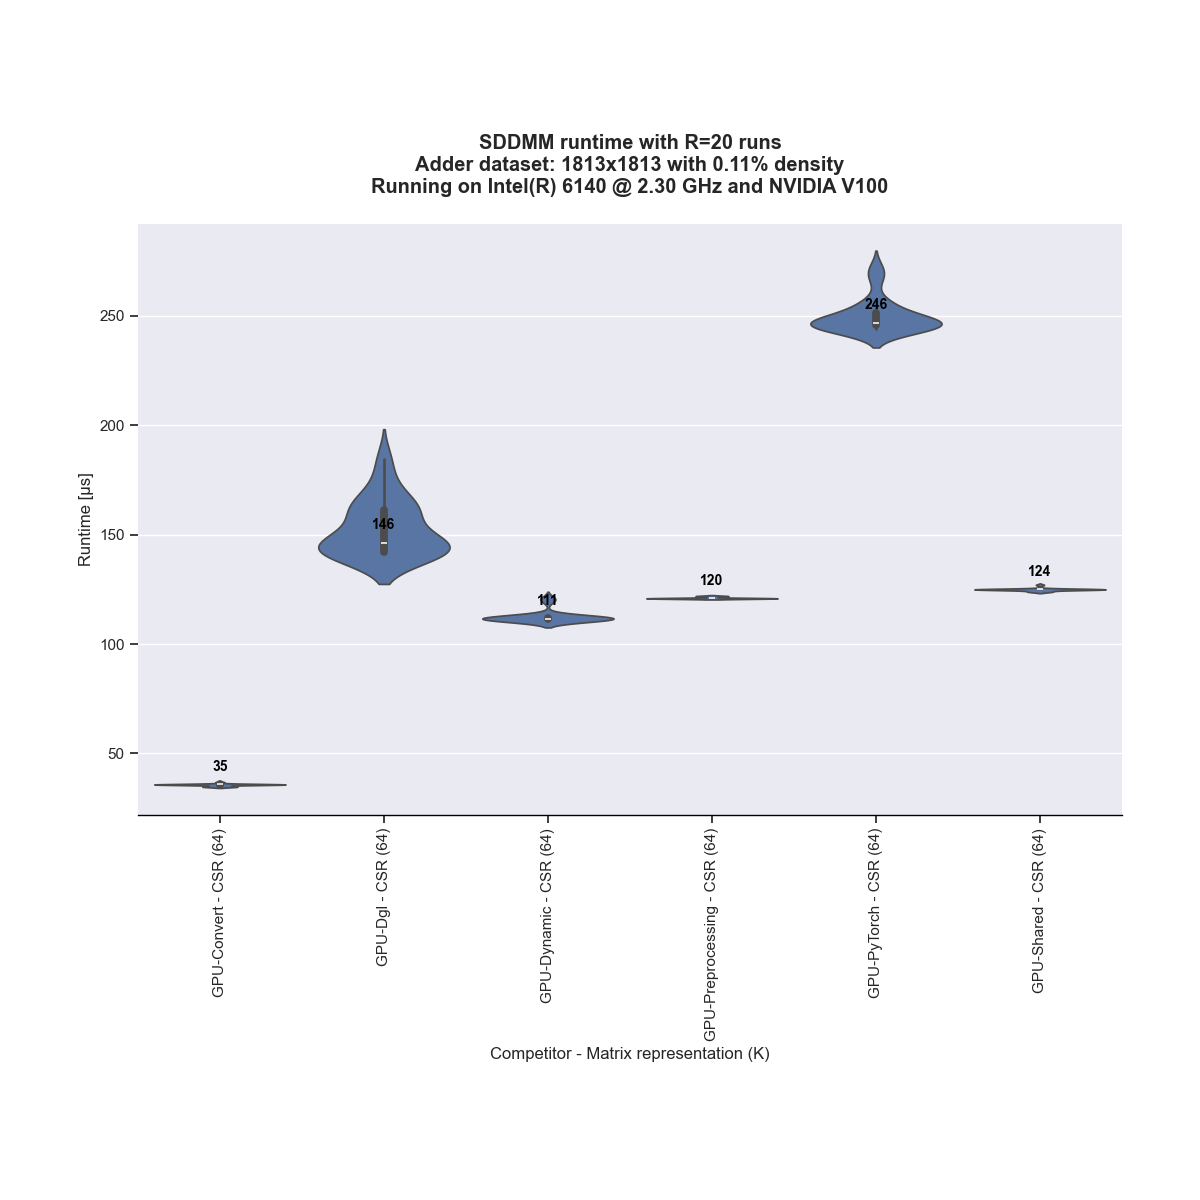 SDDMM runtime with R=20 runs
Adder dataset: 1813x1813 with 0.11% density
Running on Intel(R) 6140 @ 2.30 GHz and NVIDIA V100
Runtime [µs]
250
200
150
100
50
35
146
111
120
246
124
GPU-Convert - CSR (64)
GPU-Dgl - CSR (64)
GPU-Dynamic - CSR (64)
GPU-Preprocessing - CSR (64)
GPU-PyTorch - CSR (64)
GPU-Shared - CSR (64)
Competitor - Matrix representation (K)